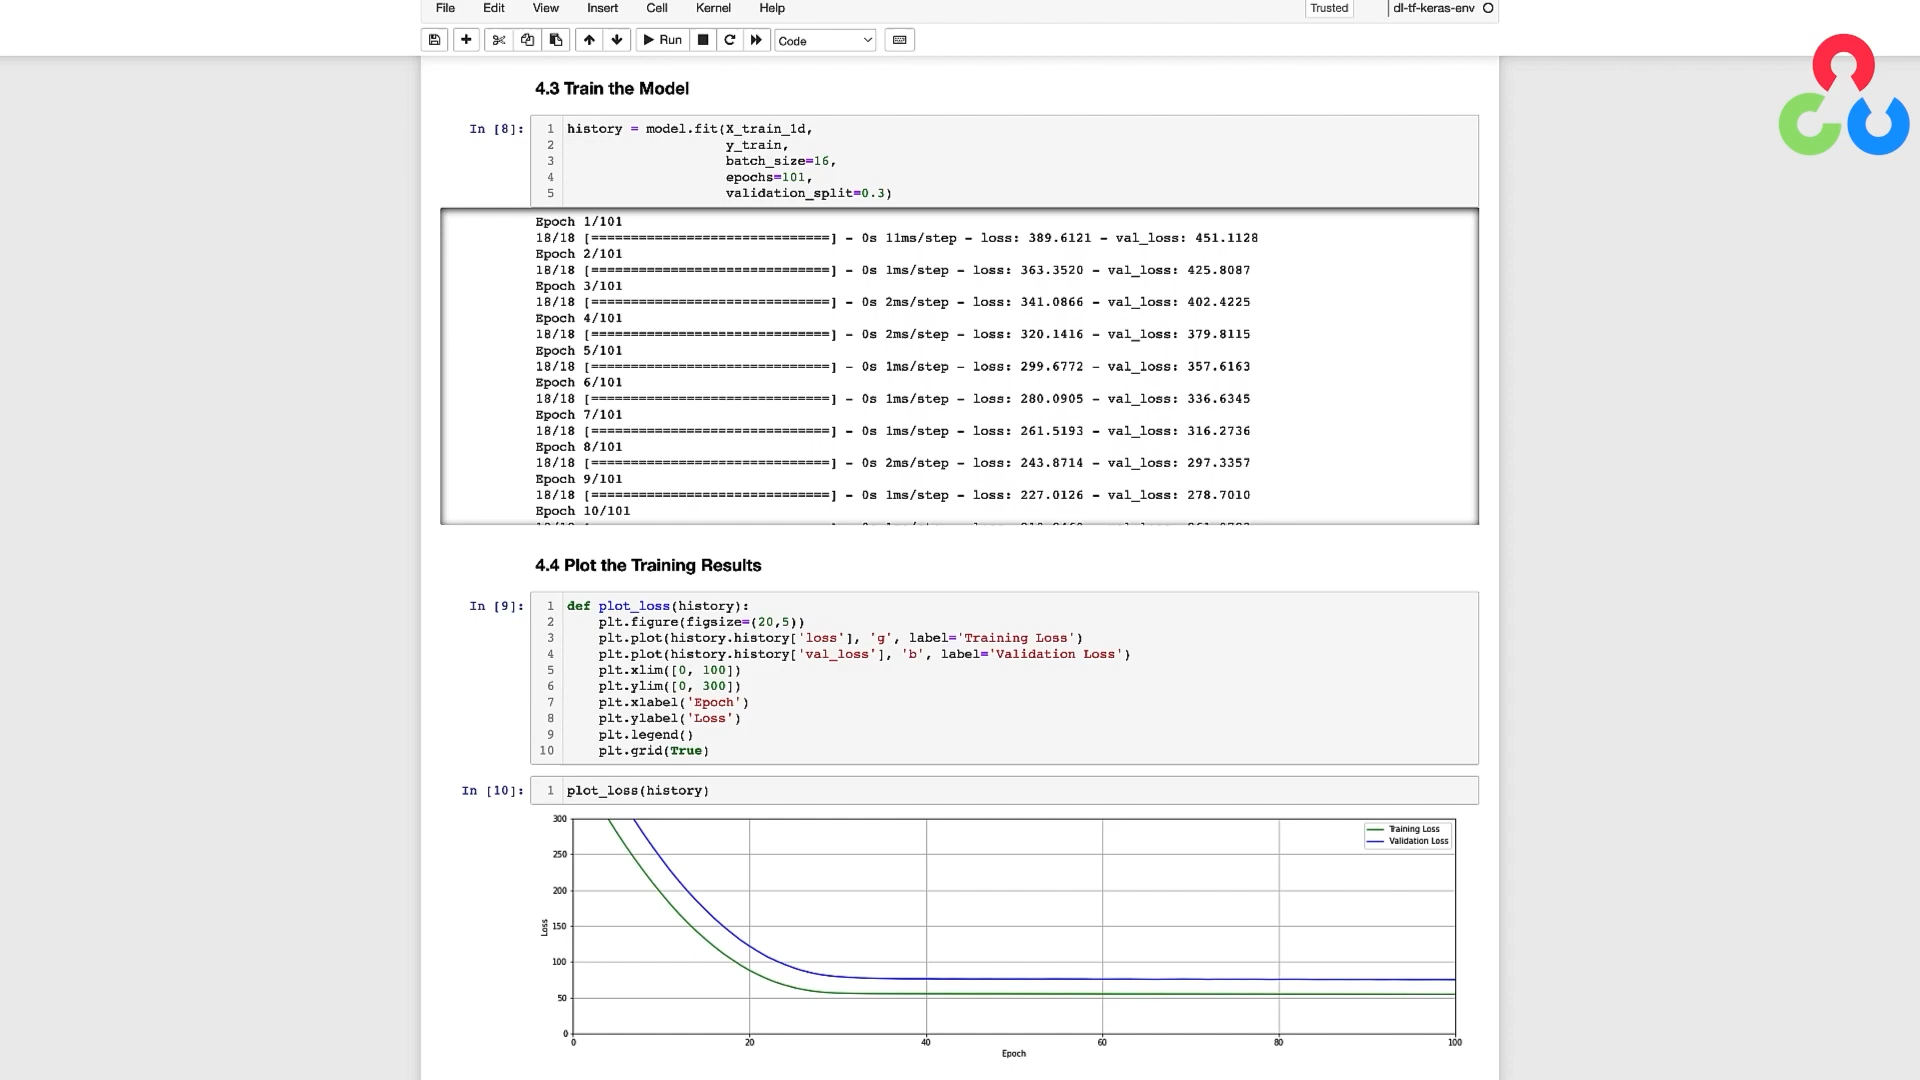 File Edit View Insert Cell Kernel Help Trusted dl-tf-keras-env
Run Code
4.3 Train the Model
In [8]: 1 history = model.fit(X_train_1d,
2 y_train,
3 batch_size=16,
4 epochs=101,
5 validation_split=0.3)
Epoch 1/101
18/18 [==============================] - 0s 11ms/step - loss: 389.6121 - val_loss: 451.1128
Epoch 2/101
18/18 [==============================] - 0s 1ms/step - loss: 363.3520 - val_loss: 425.8087
Epoch 3/101
18/18 [==============================] - 0s 2ms/step - loss: 341.0866 - val_loss: 402.4225
Epoch 4/101
18/18 [==============================] - 0s 2ms/step - loss: 320.1416 - val_loss: 379.8115
Epoch 5/101
18/18 [==============================] - 0s 1ms/step - loss: 299.6772 - val_loss: 357.6163
Epoch 6/101
18/18 [==============================] - 0s 1ms/step - loss: 280.0905 - val_loss: 336.6345
Epoch 7/101
18/18 [==============================] - 0s 1ms/step - loss: 261.5193 - val_loss: 316.2736
Epoch 8/101
18/18 [==============================] - 0s 2ms/step - loss: 243.8714 - val_loss: 297.3357
Epoch 9/101
18/18 [==============================] - 0s 1ms/step - loss: 227.0126 - val_loss: 278.7010
Epoch 10/101
4.4 Plot the Training Results
In [9]: 1 def plot_loss(history):
2 plt.figure(figsize=(20,5))
3 plt.plot(history.history['loss'], 'g', label='Training Loss')
4 plt.plot(history.history['val_loss'], 'b', label='Validation Loss')
5 plt.xlim([0, 100])
6 plt.ylim([0, 300])
7 plt.xlabel('Epoch')
8 plt.ylabel('Loss')
9 plt.legend()
10 plt.grid(True)
In [10]: 1 plot_loss(history)
300
Training Loss
Validation Loss
250
200
150
Loss
100
50
0
0 20 40 60 80 100
Epoch